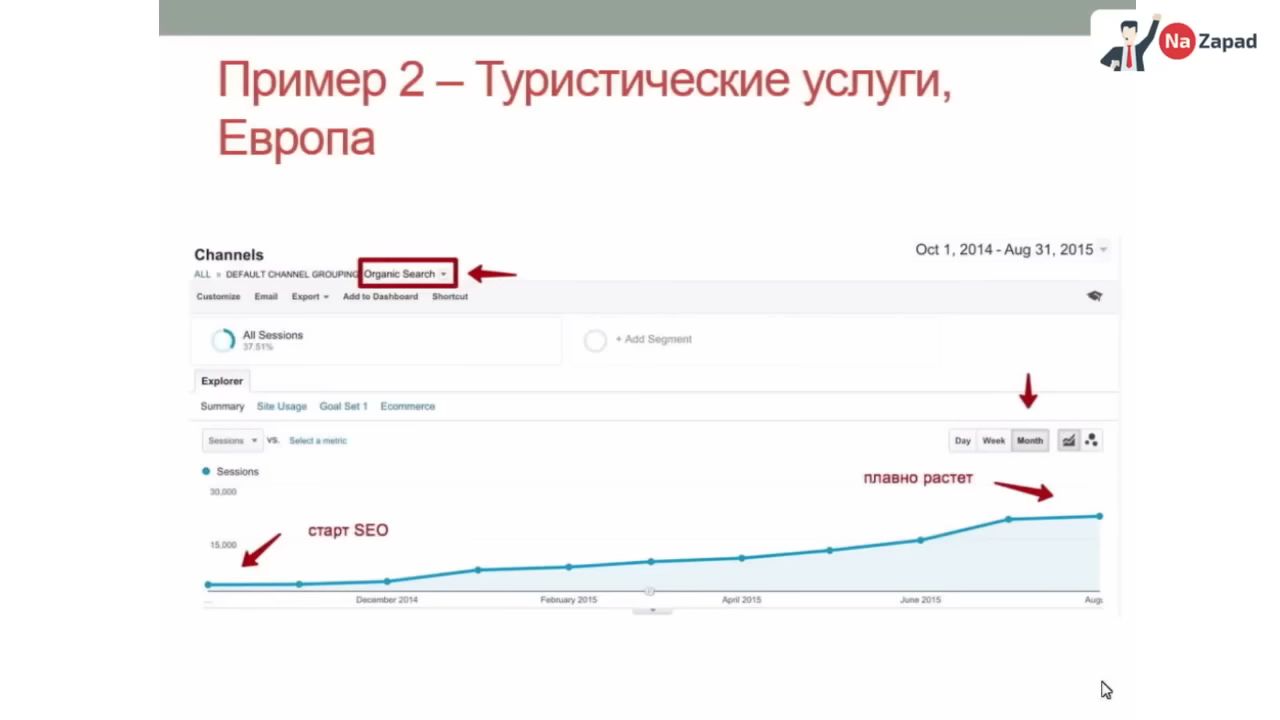 Na Zapad
Пример 2 – Туристические услуги,
Европа
Channels
Oct 1, 2014 - Aug 31, 2015
ALL » DEFAULT CHANNEL GROUPING Organic Search
Customize Email Export Add to Dashboard Shortcut
All Sessions
37.51%
+ Add Segment
Explorer
Summary Site Usage Goal Set 1 Ecommerce
Sessions VS. Select a metric
Day Week Month
Sessions
плавно растет
30,000
старт SEO
15,000
... December 2014 February 2015 April 2015 June 2015 Augu